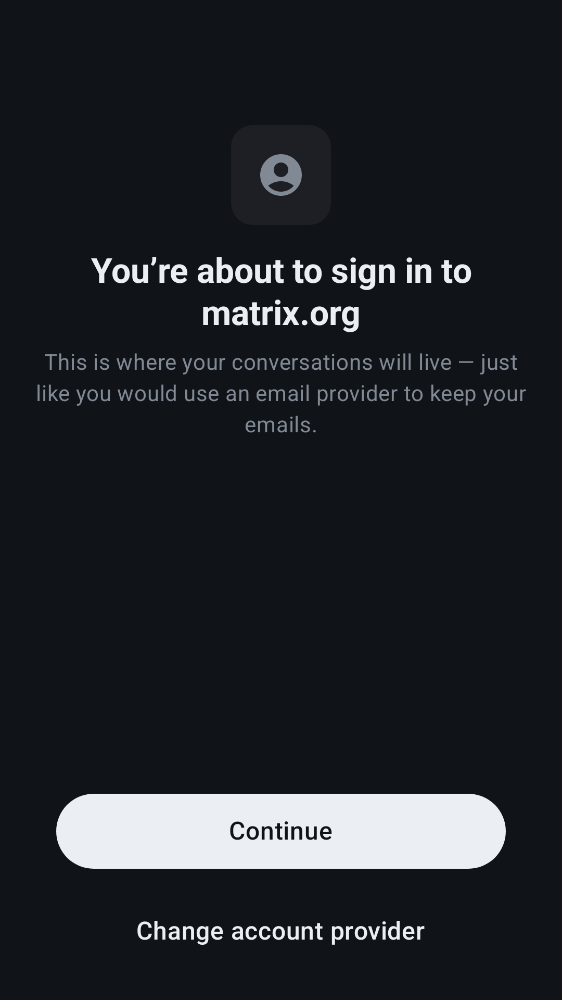 You’re about to sign in to
matrix.org
This is where your conversations will live — just
like you would use an email provider to keep your
emails.
Continue
Change account provider